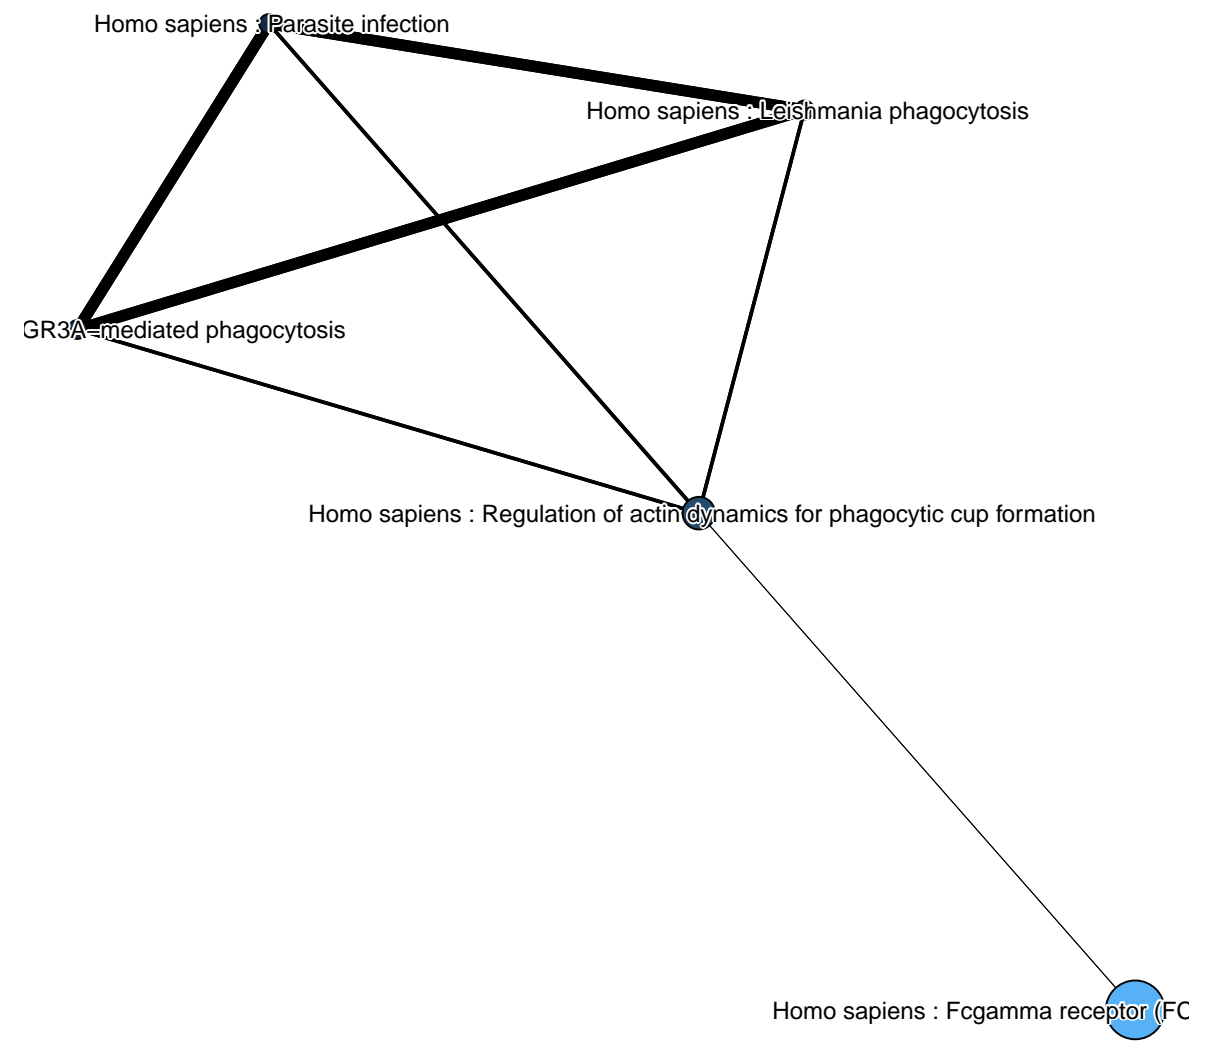 Homo sapiens : Parasite infection
Homo sapiens : Leishmania phagocytosis
GR3A−mediated phagocytosis
Homo sapiens : Regulation of actin dynamics for phagocytic cup formation
Homo sapiens : Fcgamma receptor (FC